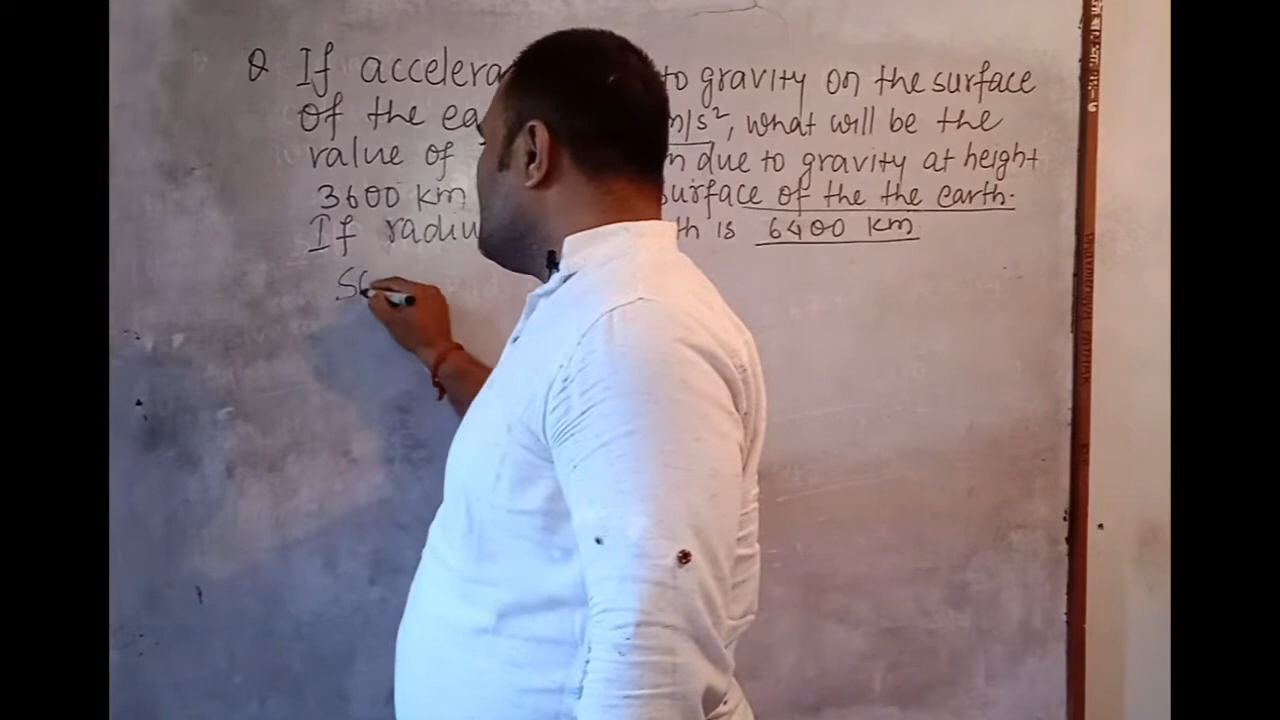 Q If accelera to gravity on the surface
of the ea m/s², what will be the
value of n due to gravity at height
3600 km surface of the the earth.
If radiu th is 6400 km
So